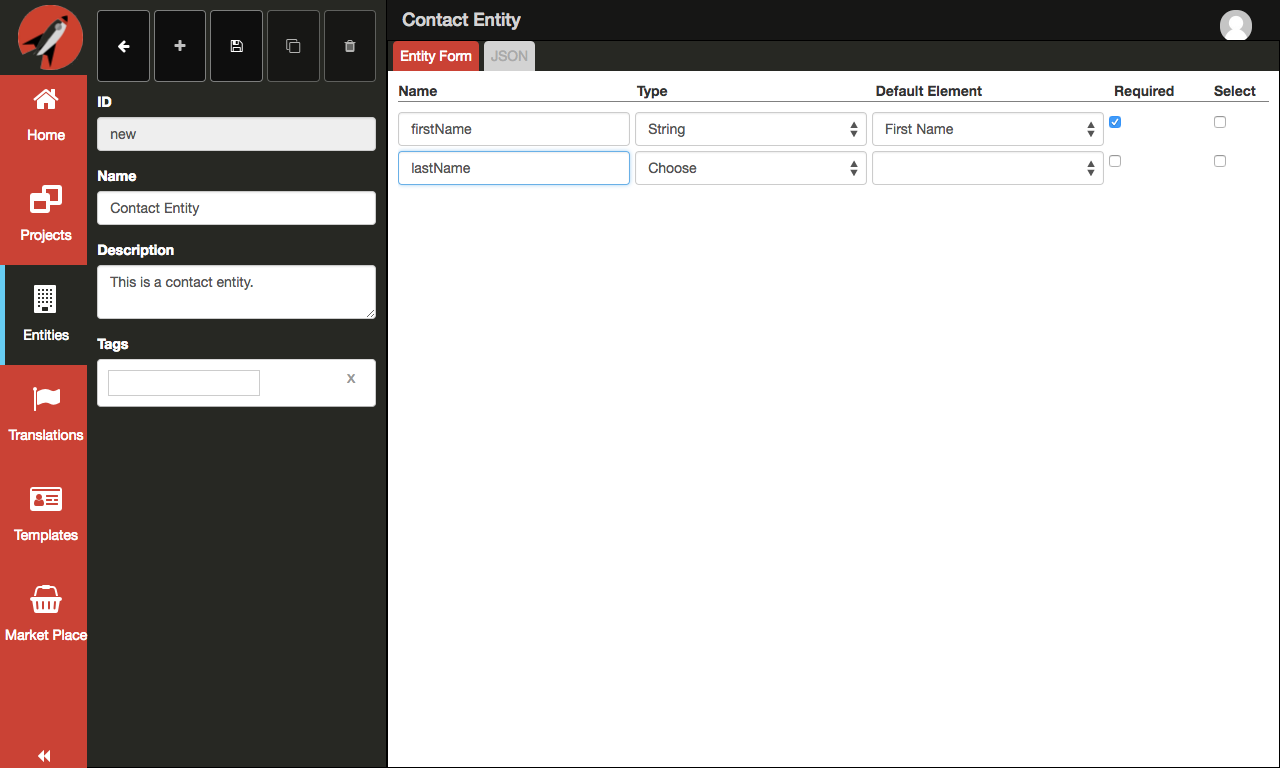 Contact Entity
Entity Form JSON
ID
new
Name
Contact Entity
Description
This is a contact entity.
Tags
X
Home
Projects
Entities
Translations
Templates
Market Place
Name Type Default Element Required Select
firstName String First Name
lastName Choose